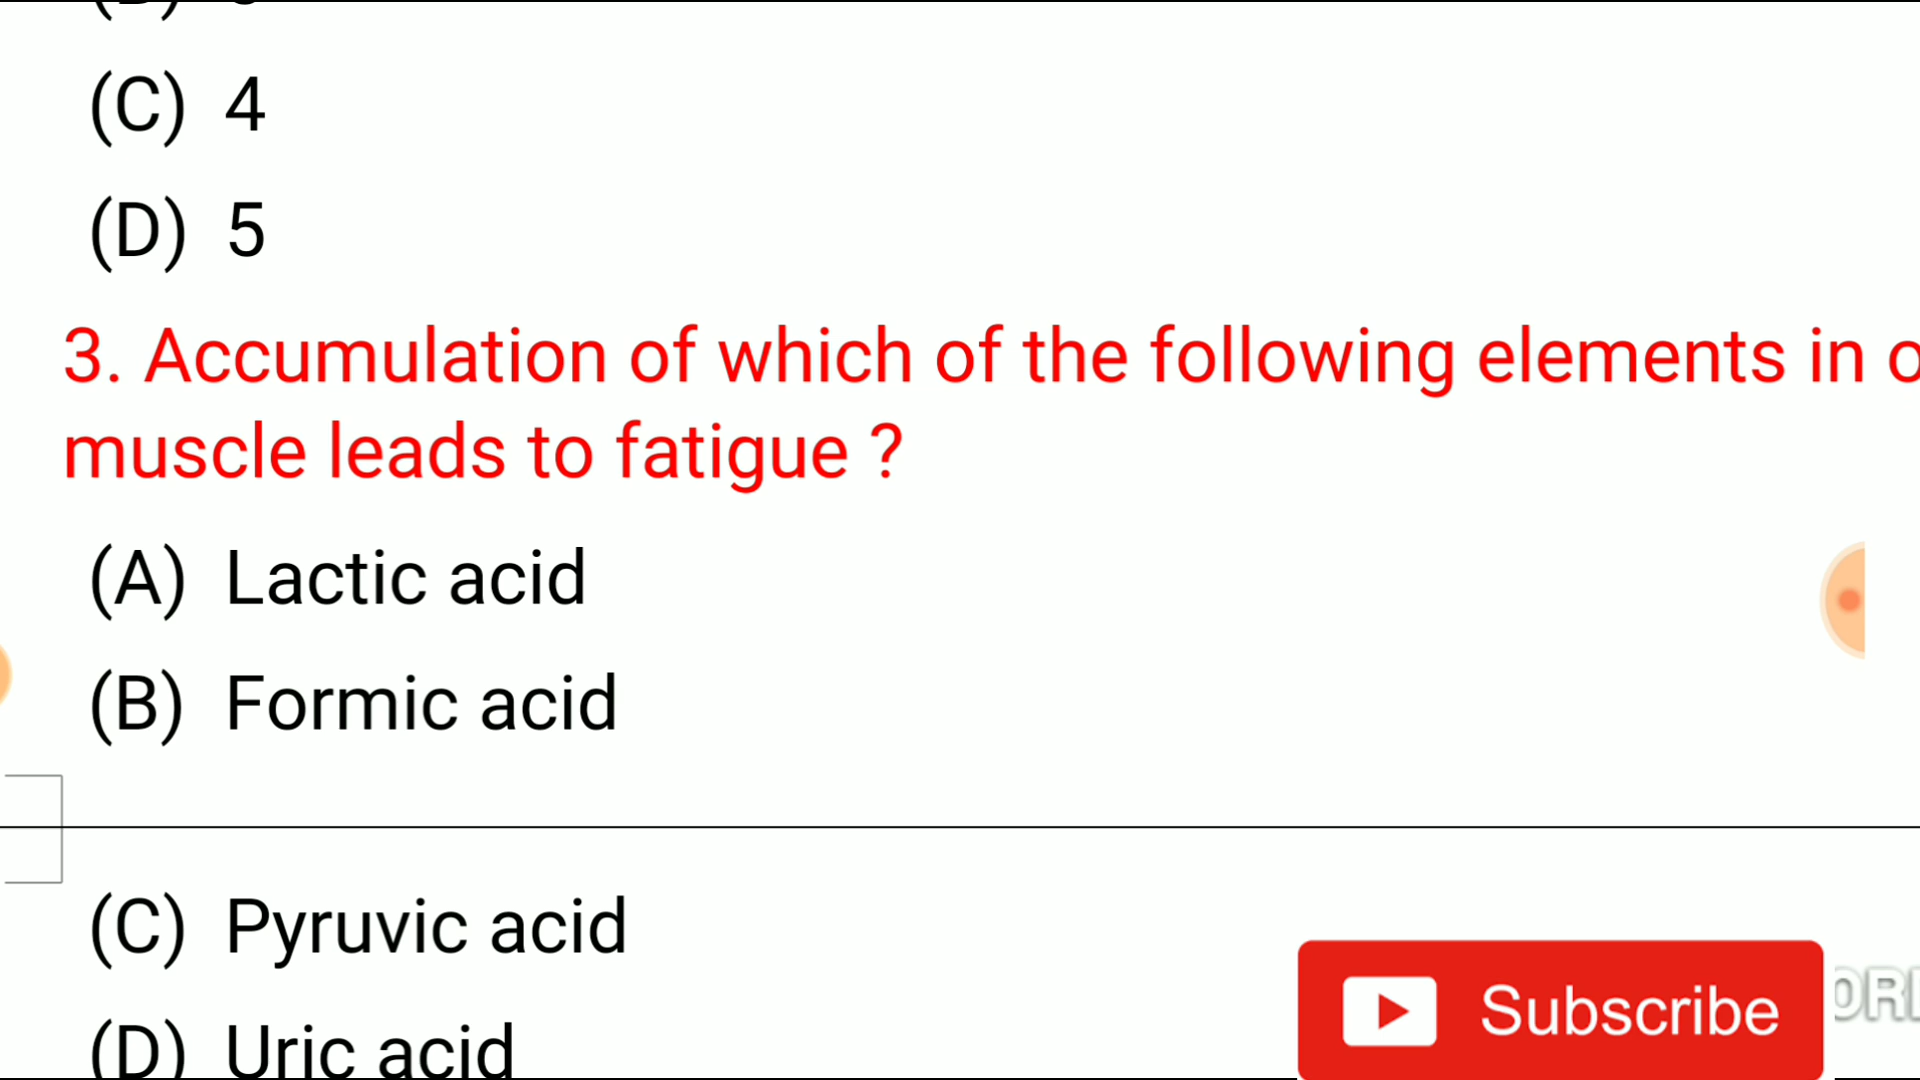 (C) 4
(D) 5
3. Accumulation of which of the following elements in
muscle leads to fatigue ?
(A) Lactic acid
(B) Formic acid
(C) Pyruvic acid
(D) Uric acid
Subscribe